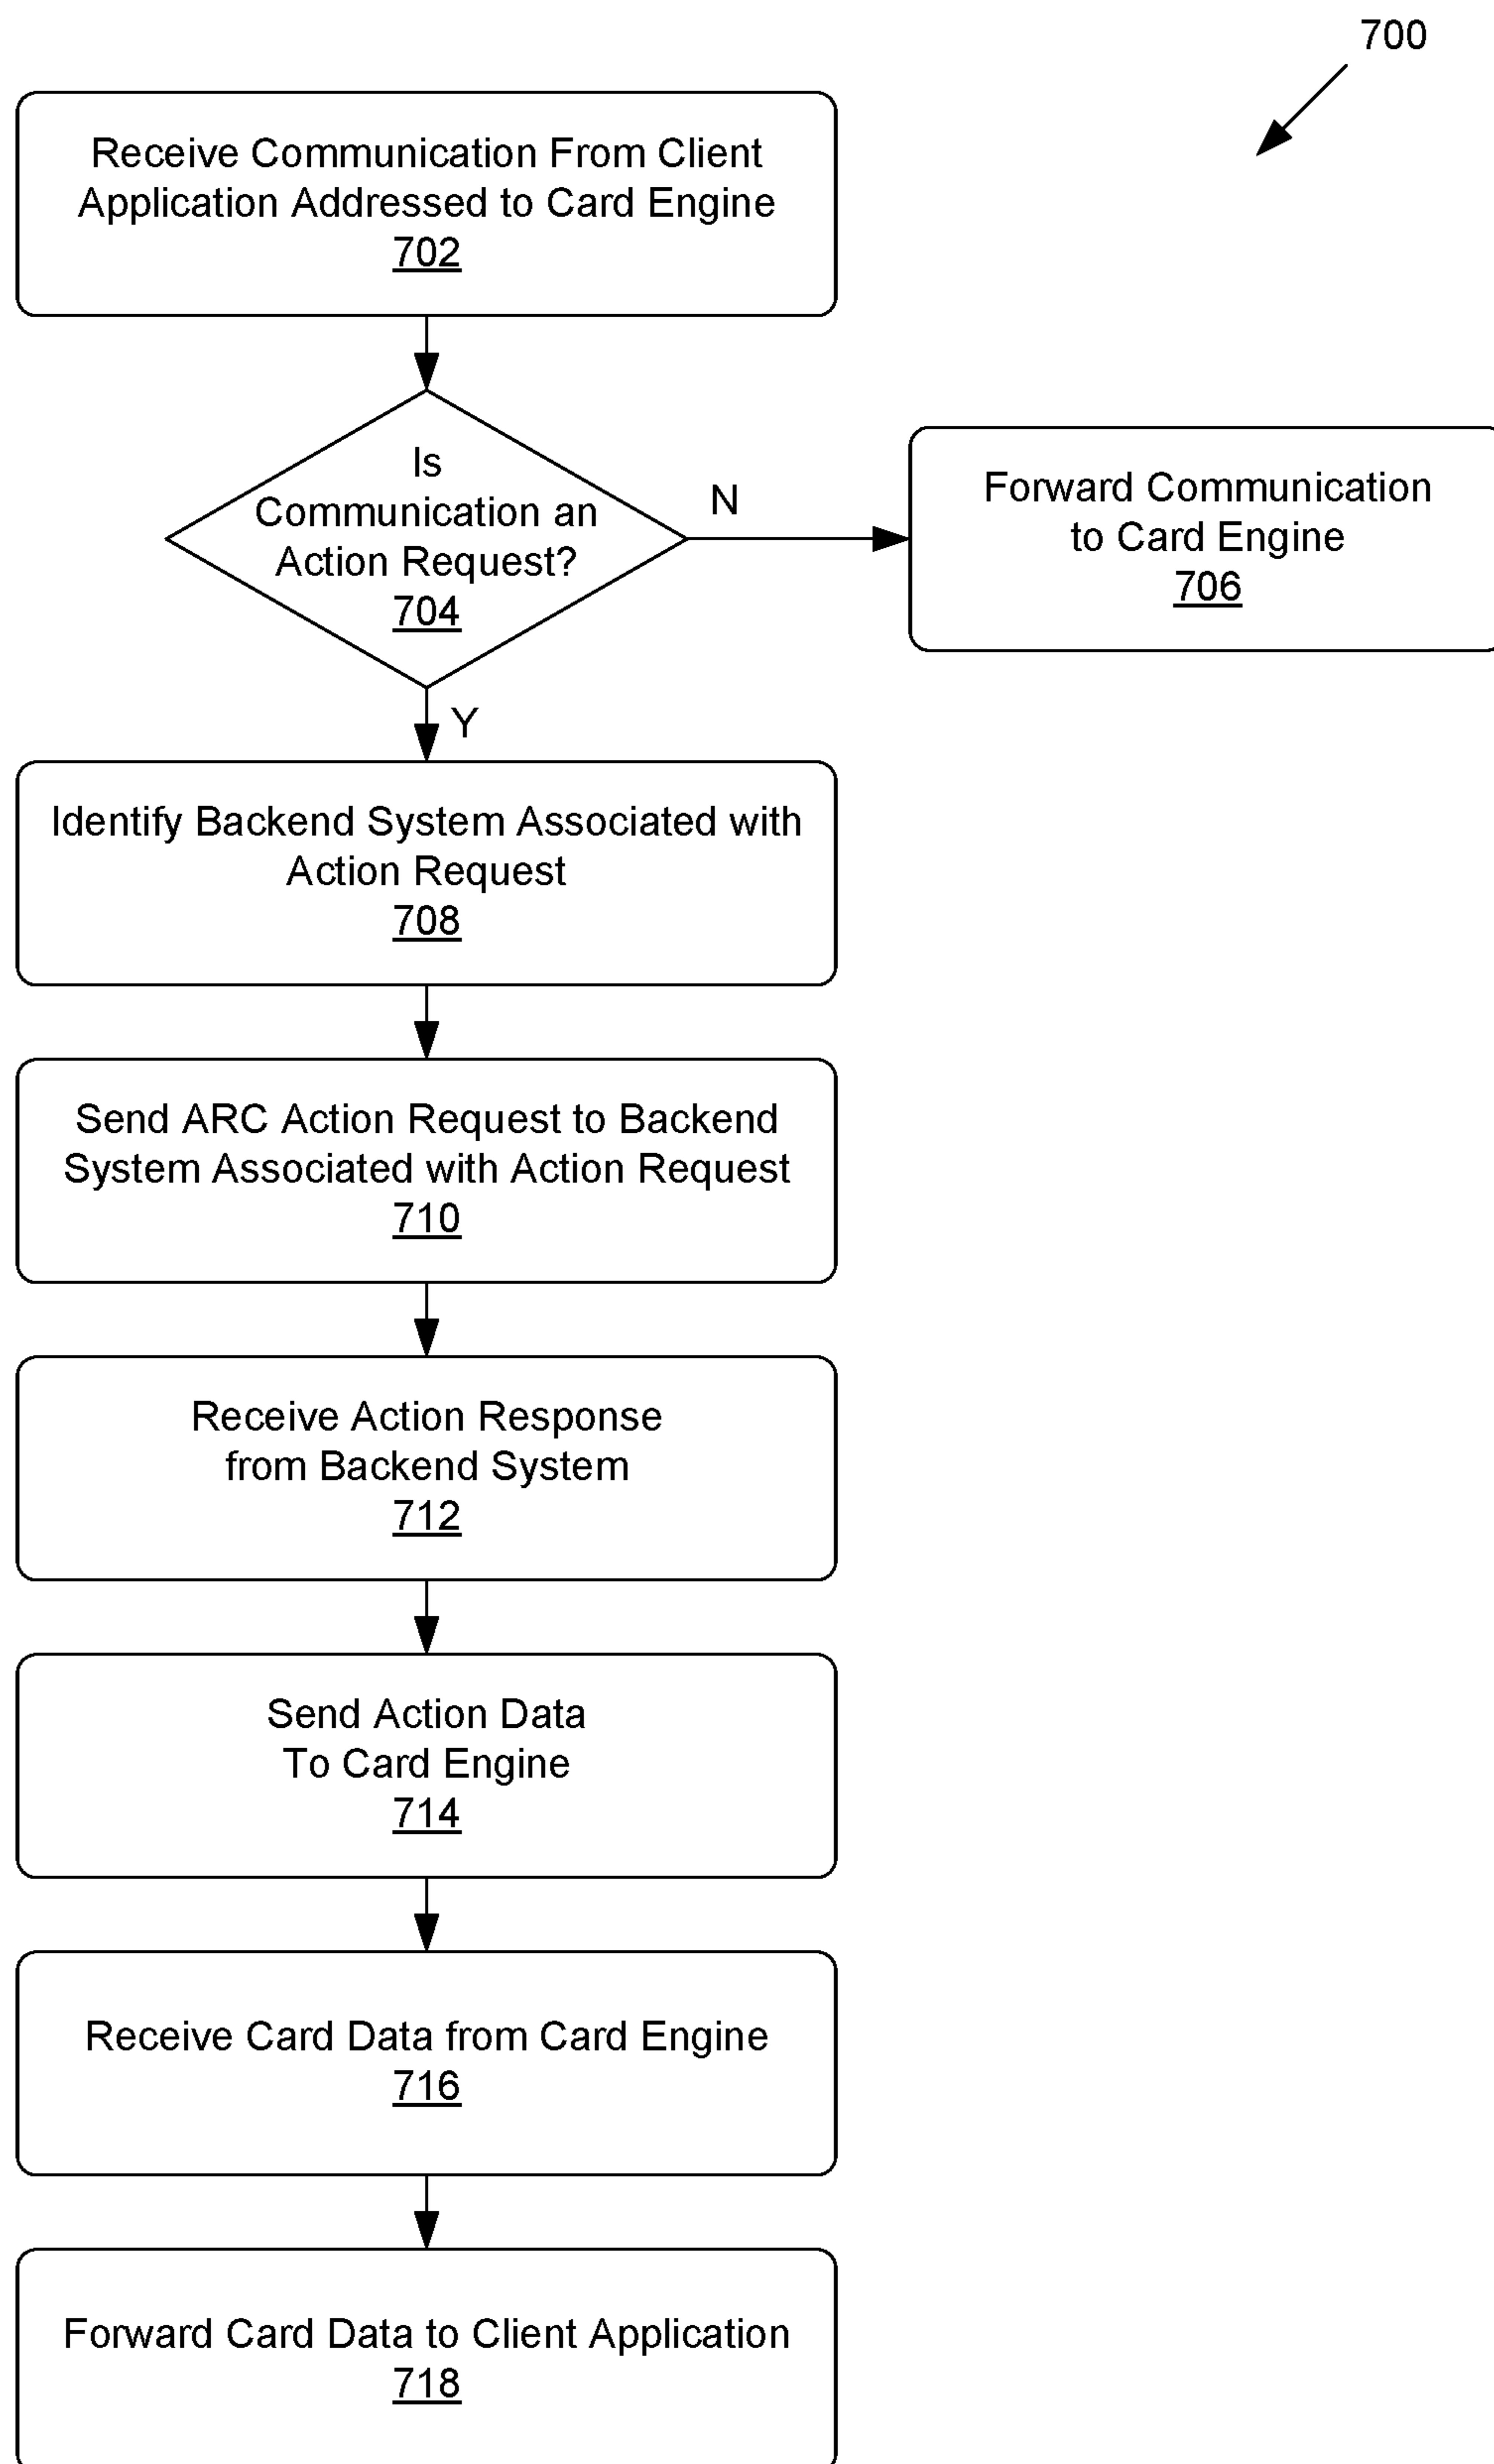 700
Receive Communication From Client
Application Addressed to Card Engine
702
Is
Communication an
Action Request?
704
N
Forward Communication
to Card Engine
706
Y
Identify Backend System Associated with
Action Request
708
Send ARC Action Request to Backend
System Associated with Action Request
710
Receive Action Response
from Backend System
712
Send Action Data
To Card Engine
714
Receive Card Data from Card Engine
716
Forward Card Data to Client Application
718